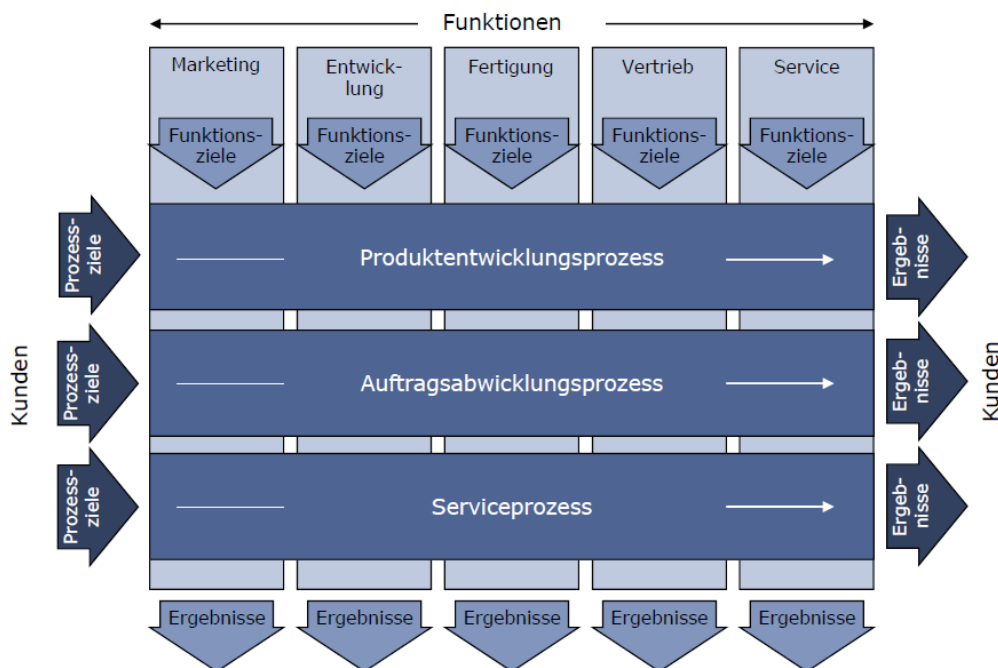 Funktionen
Marketing
Entwick-
lung
Fertigung
Vertrieb
Service
Funktions-
ziele
Funktions-
ziele
Funktions-
ziele
Funktions-
ziele
Funktions-
ziele
Kunden
Prozess-
ziele
Produktentwicklungsprozess
Ergeb-
nisse
Prozess-
ziele
Auftragsabwicklungsprozess
Ergeb-
nisse
Prozess-
ziele
Serviceprozess
Ergeb-
nisse
Kunden
Ergebnisse
Ergebnisse
Ergebnisse
Ergebnisse
Ergebnisse